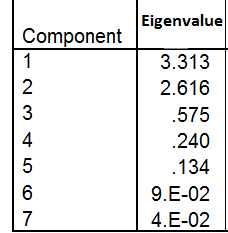 Component Eigenvalue
1 3.313
2 2.616
3 .575
4 .240
5 .134
6 9.E-02
7 4.E-02